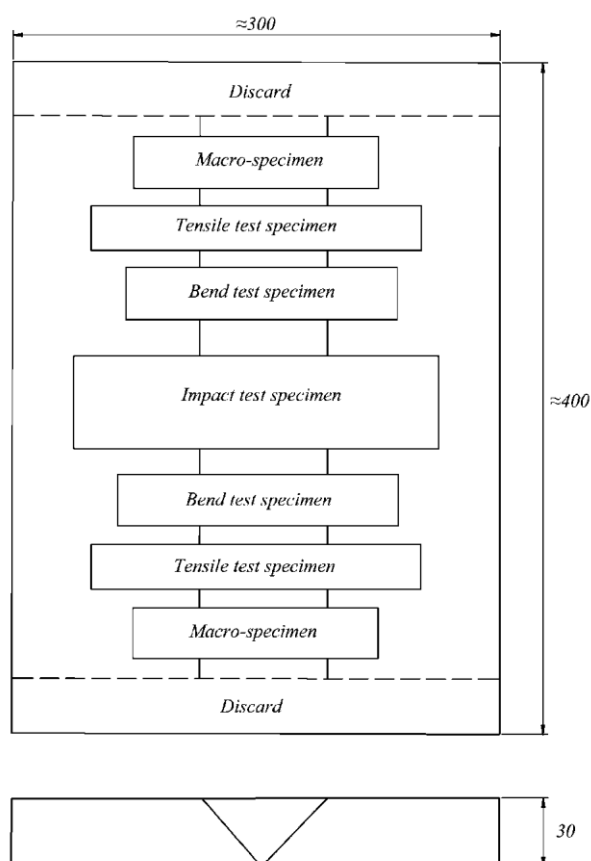 ≈300
Discard
Macro-specimen
Tensile test specimen
Bend test specimen
Impact test specimen
≈400
Bend test specimen
Tensile test specimen
Macro-specimen
Discard
30